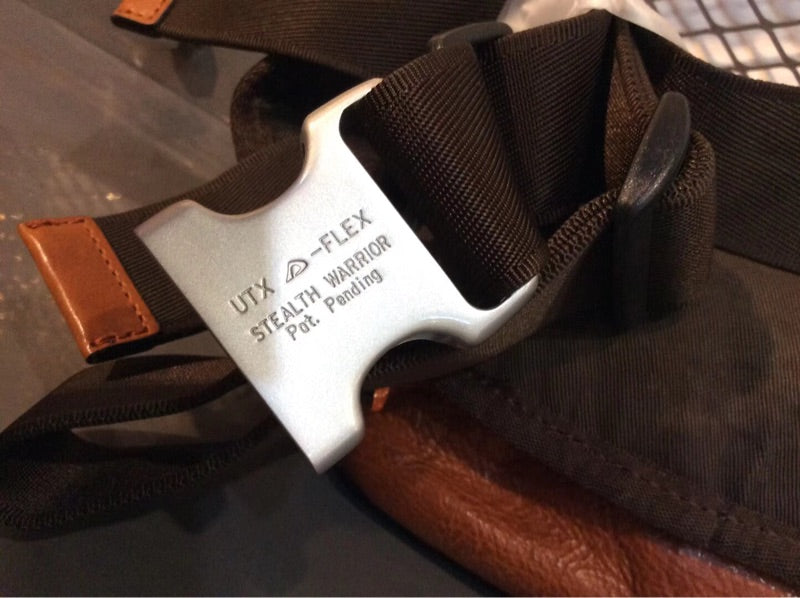 UTX D-FLEX
STEALTH WARRIOR
Pat. Pending